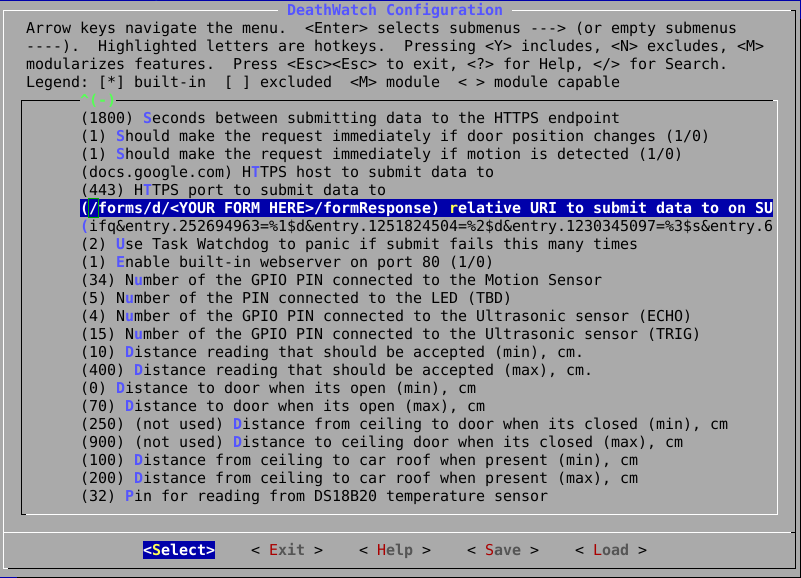 DeathWatch Configuration
Arrow keys navigate the menu.  <Enter> selects submenus ---> (or empty submenus
----).  Highlighted letters are hotkeys.  Pressing <Y> includes, <N> excludes, <M>
modularizes features.  Press <Esc><Esc> to exit, <?> for Help, </> for Search.
Legend: [*] built-in  [ ] excluded  <M> module  < > module capable
^(-)
(1800) Seconds between submitting data to the HTTPS endpoint
(1) Should make the request immediately if door position changes (1/0)
(1) Should make the request immediately if motion is detected (1/0)
(docs.google.com) HTTPS host to submit data to
(443) HTTPS port to submit data to
(/forms/d/<YOUR FORM HERE>/formResponse) relative URI to submit data to on SU
(ifq&entry.252694963=%1$d&entry.1251824504=%2$d&entry.1230345097=%3$s&entry.6
(2) Use Task Watchdog to panic if submit fails this many times
(1) Enable built-in webserver on port 80 (1/0)
(34) Number of the GPIO PIN connected to the Motion Sensor
(5) Number of the PIN connected to the LED (TBD)
(4) Number of the GPIO PIN connected to the Ultrasonic sensor (ECHO)
(15) Number of the GPIO PIN connected to the Ultrasonic sensor (TRIG)
(10) Distance reading that should be accepted (min), cm.
(400) Distance reading that should be accepted (max), cm.
(0) Distance to door when its open (min), cm
(70) Distance to door when its open (max), cm
(250) (not used) Distance from ceiling to door when its closed (min), cm
(900) (not used) Distance to ceiling door when its closed (max), cm
(100) Distance from ceiling to car roof when present (min), cm
(200) Distance from ceiling to car roof when present (max), cm
(32) Pin for reading from DS18B20 temperature sensor
<Select>    < Exit >    < Help >    < Save >    < Load >